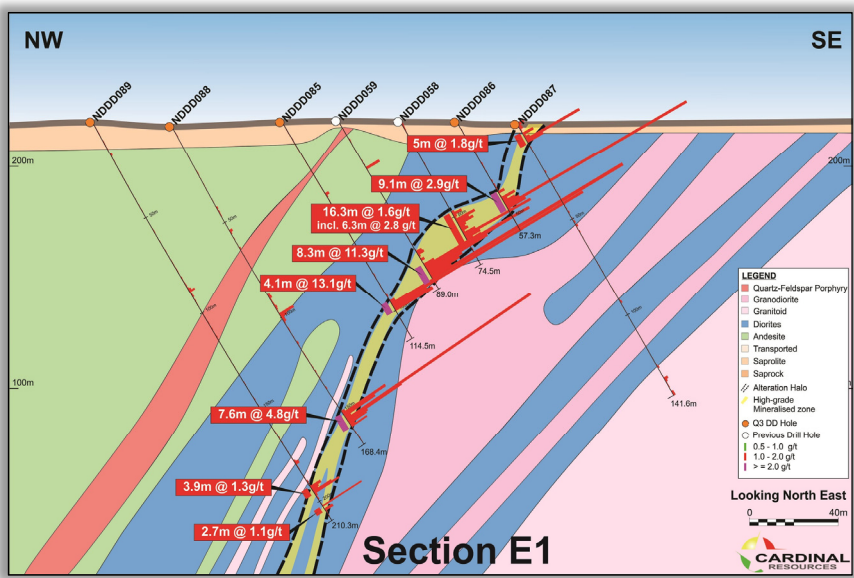 NW
SE
NDDD089
NDDD088
NDDD085
NDDD059
NDDD058
NDDD086
NDDD087
200m
200m
5m @ 1.8g/t
9.1m @ 2.9g/t
16.3m @ 1.6g/t
incl. 6.3m @ 2.8 g/t
8.3m @ 11.3g/t
4.1m @ 13.1g/t
57.3m
74.5m
89.0m
114.5m
100m
141.6m
7.6m @ 4.8g/t
168.4m
3.9m @ 1.3g/t
2.7m @ 1.1g/t
210.3m
LEGEND
Quartz-Feldspar Porphyry
Granodiorite
Granitoid
Diorites
Andesite
Transported
Saprolite
Saprock
Alteration Halo
High-grade
Mineralised zone
Q3 DD Hole
Previous Drill Hole
0.5 - 1.0 g/t
1.0 - 2.0 g/t
> = 2.0 g/t
Looking North East
0 40m
Section E1
CARDINAL
RESOURCES